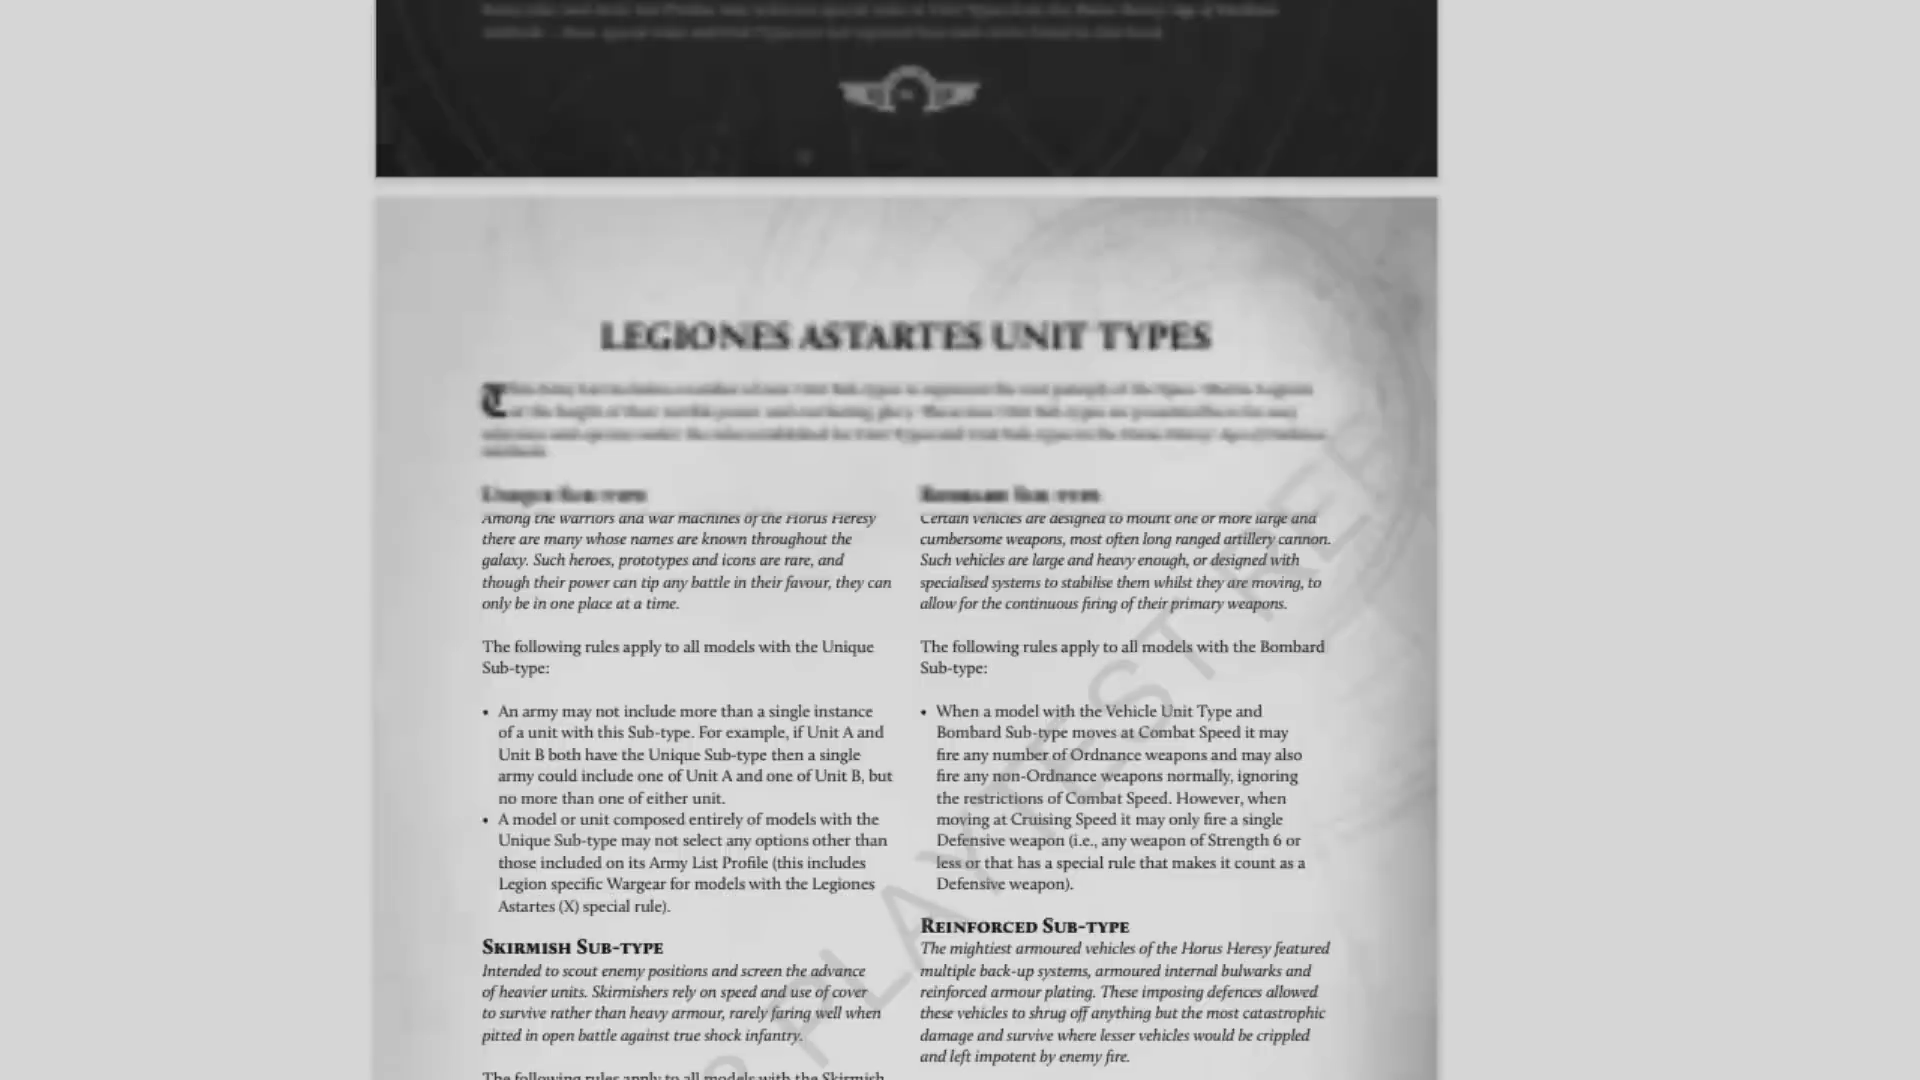 LEGIONES ASTARTES UNIT TYPES
Unique Sub-type
Among the warriors and war machines of the Horus Heresy
there are many whose names are known throughout the
galaxy. Such heroes, prototypes and icons are rare, and
though their power can tip any battle in their favour, they can
only be in one place at a time.
The following rules apply to all models with the Unique
Sub-type:
• An army may not include more than a single instance
of a unit with this Sub-type. For example, if Unit A and
Unit B both have the Unique Sub-type then a single
army could include one of Unit A and one of Unit B, but
no more than one of either unit.
• A model or unit composed entirely of models with the
Unique Sub-type may not select any options other than
those included on its Army List Profile (this includes
Legion specific Wargear for models with the Legiones
Astartes (X) special rule).
Skirmish Sub-type
Intended to scout enemy positions and screen the advance
of heavier units. Skirmishers rely on speed and use of cover
to survive rather than heavy armour, rarely faring well when
pitted in open battle against true shock infantry.
The following rules apply to all models with the Skirmish
Bombard Sub-type
Certain vehicles are designed to mount one or more large and
cumbersome weapons, most often long ranged artillery cannon.
Such vehicles are large and heavy enough, or designed with
specialised systems to stabilise them whilst they are moving, to
allow for the continuous firing of their primary weapons.
The following rules apply to all models with the Bombard
Sub-type:
• When a model with the Vehicle Unit Type and
Bombard Sub-type moves at Combat Speed it may
fire any number of Ordnance weapons and may also
fire any non-Ordnance weapons normally, ignoring
the restrictions of Combat Speed. However, when
moving at Cruising Speed it may only fire a single
Defensive weapon (i.e., any weapon of Strength 6 or
less or that has a special rule that makes it count as a
Defensive weapon).
Reinforced Sub-type
The mightiest armoured vehicles of the Horus Heresy featured
multiple back-up systems, armoured internal bulwarks and
reinforced armour plating. These imposing defences allowed
these vehicles to shrug off anything but the most catastrophic
damage and survive where lesser vehicles would be crippled
and left impotent by enemy fire.
PLAYTEST